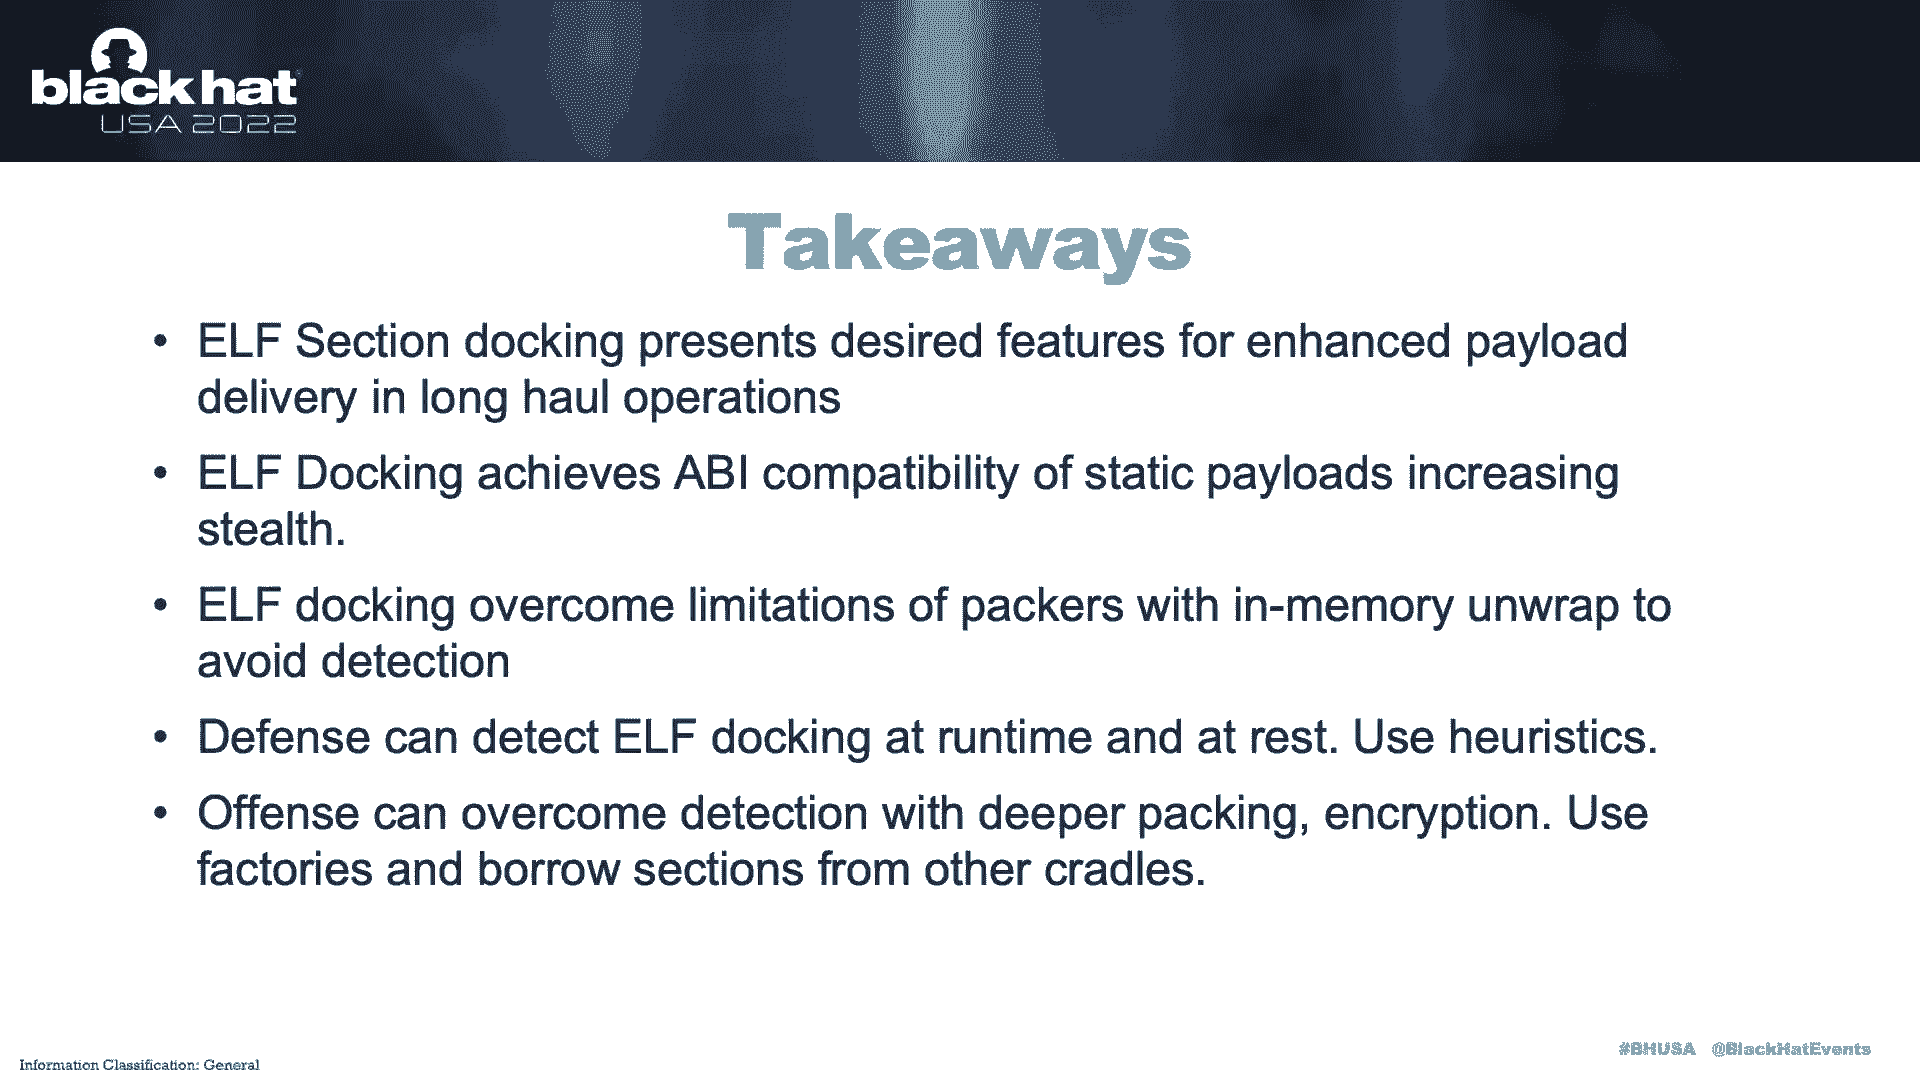 black hat
USA 2022
Takeaways
• ELF Section docking presents desired features for enhanced payload
delivery in long haul operations
• ELF Docking achieves ABI compatibility of static payloads increasing
stealth.
• ELF docking overcome limitations of packers with in-memory unwrap to
avoid detection
• Defense can detect ELF docking at runtime and at rest. Use heuristics.
• Offense can overcome detection with deeper packing, encryption. Use
factories and borrow sections from other cradles.
#BHUSA @BlackHatEvents
Information Classification: General